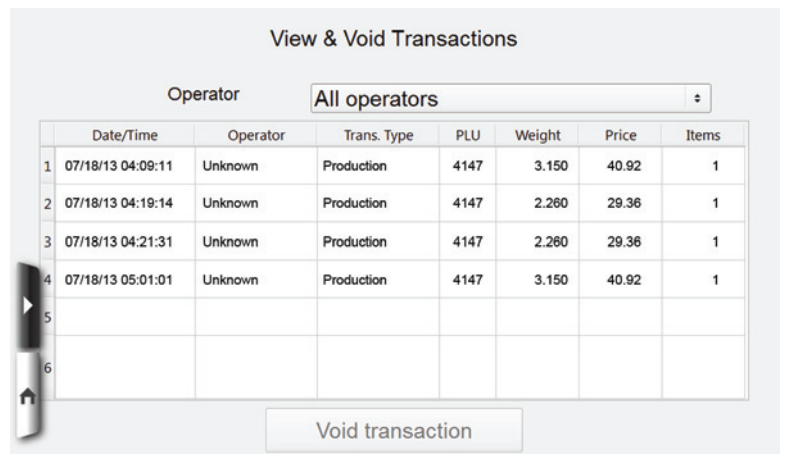 View & Void Transactions
Operator All operators
Date/Time Operator Trans. Type PLU Weight Price Items
1 07/18/13 04:09:11 Unknown Production 4147 3.150 40.92 1
2 07/18/13 04:19:14 Unknown Production 4147 2.260 29.36 1
3 07/18/13 04:21:31 Unknown Production 4147 2.260 29.36 1
4 07/18/13 05:01:01 Unknown Production 4147 3.150 40.92 1
5
6
Void transaction